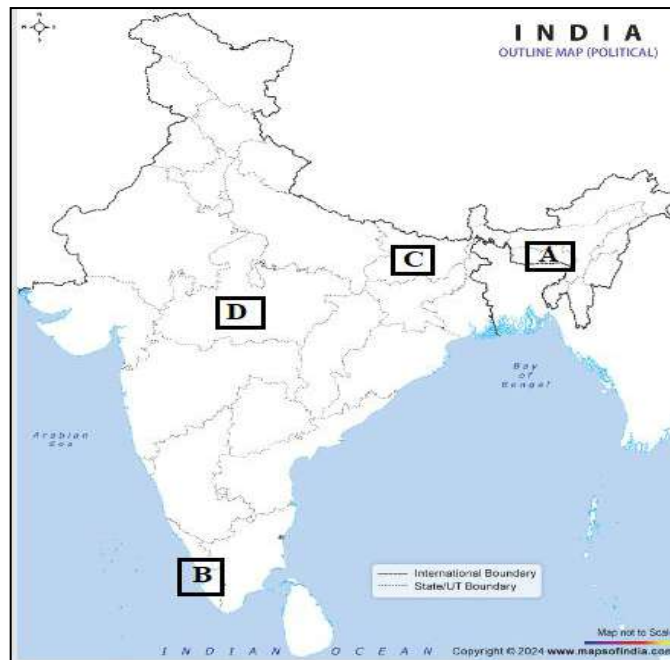 INDIA
OUTLINE MAP (POLITICAL)
A
C
D
Bay
of
Bengal
Arabian
Sea
B
International Boundary
State/UT Boundary
Map not to Scale
INDIAN OCEAN
Copyright © 2024 www.mapsofindia.com